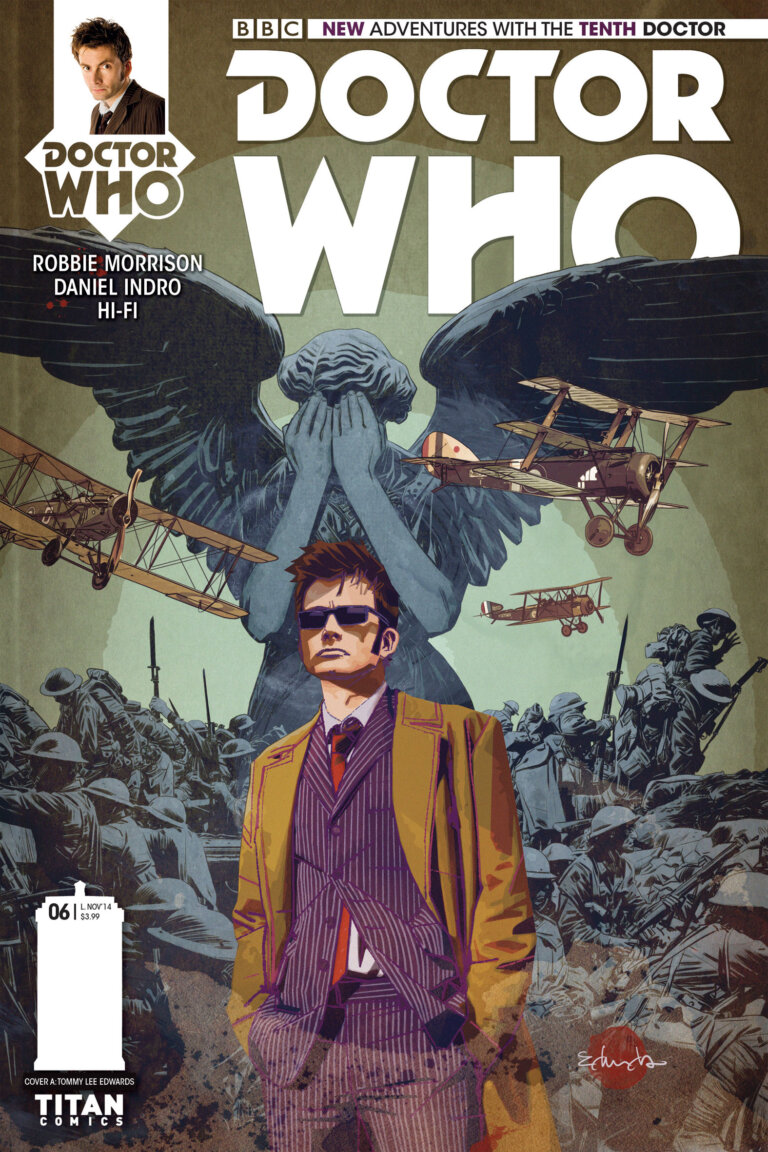 BBC NEW ADVENTURES WITH THE TENTH DOCTOR
DOCTOR
WHO
DOCTOR
WHO
ROBBIE MORRISON
DANIEL INDRO
HI-FI
06 L. NOV'14
$3.99
COVER A: TOMMY LEE EDWARDS
TITAN
COMICS